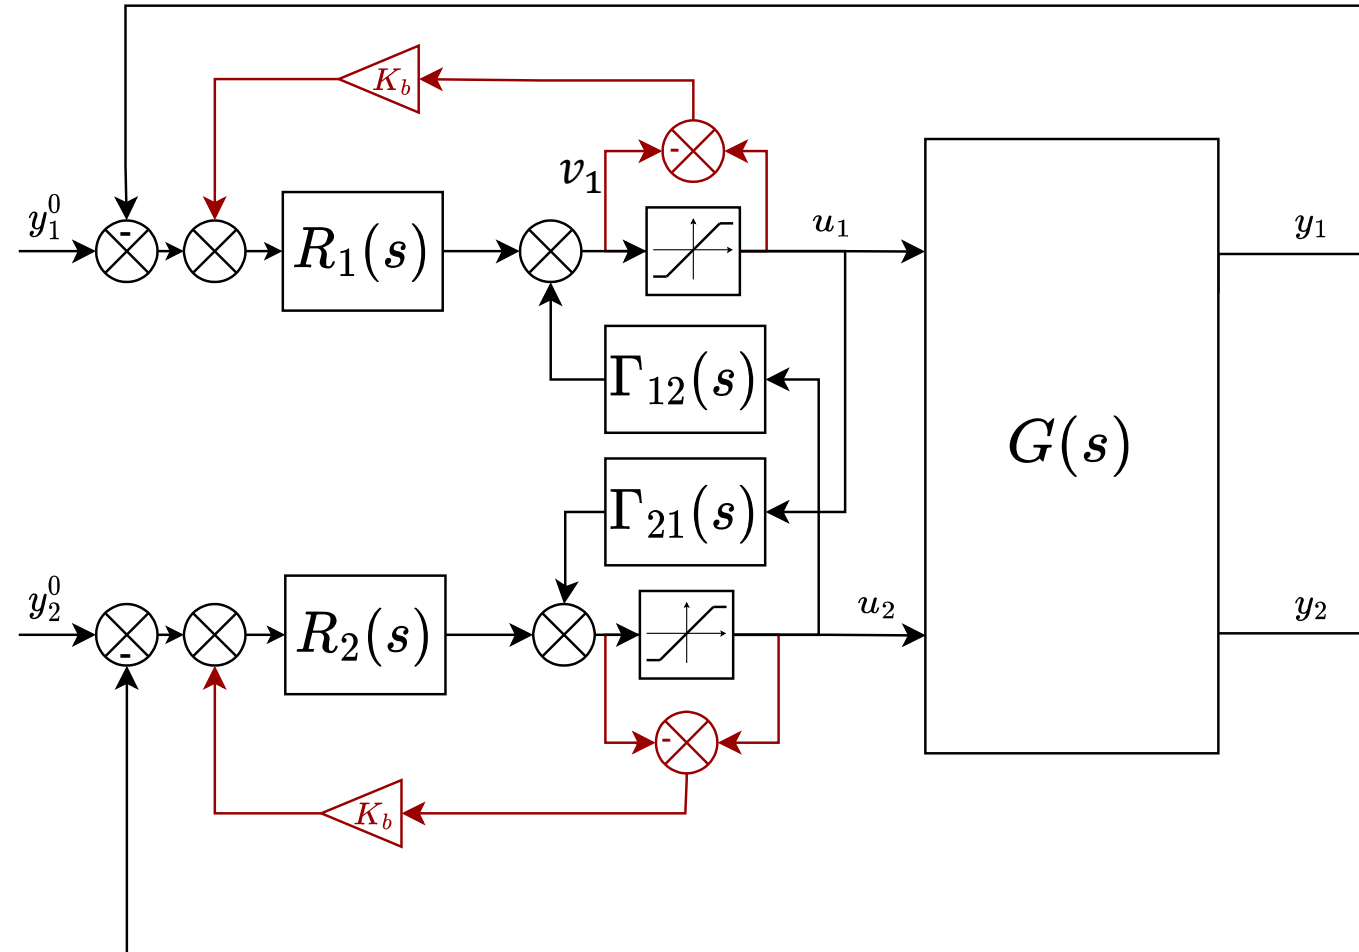 K_b
v_1
y_1^0
-
-
R_1(s)
u_1
y_1
Γ_12(s)
G(s)
Γ_21(s)
y_2^0
-
R_2(s)
u_2
y_2
-
K_b